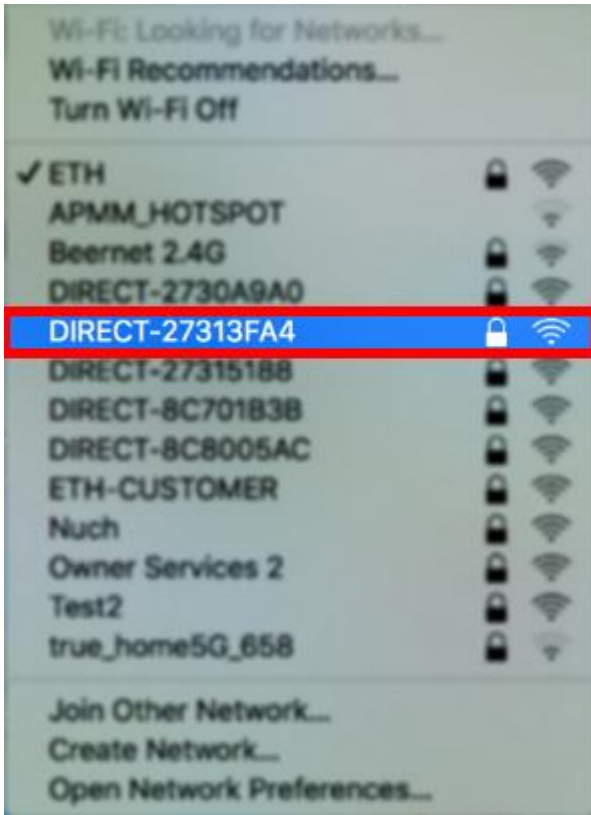 Wi-Fi: Looking for Networks...
Wi-Fi Recommendations...
Turn Wi-Fi Off
✓ ETH
APMM_HOTSPOT
Beernet 2.4G
DIRECT-2730A9A0
DIRECT-27313FA4
DIRECT-27315188
DIRECT-8C701B3B
DIRECT-8C8005AC
ETH-CUSTOMER
Nuch
Owner Services 2
Test2
true_home5G_658
Join Other Network...
Create Network...
Open Network Preferences...